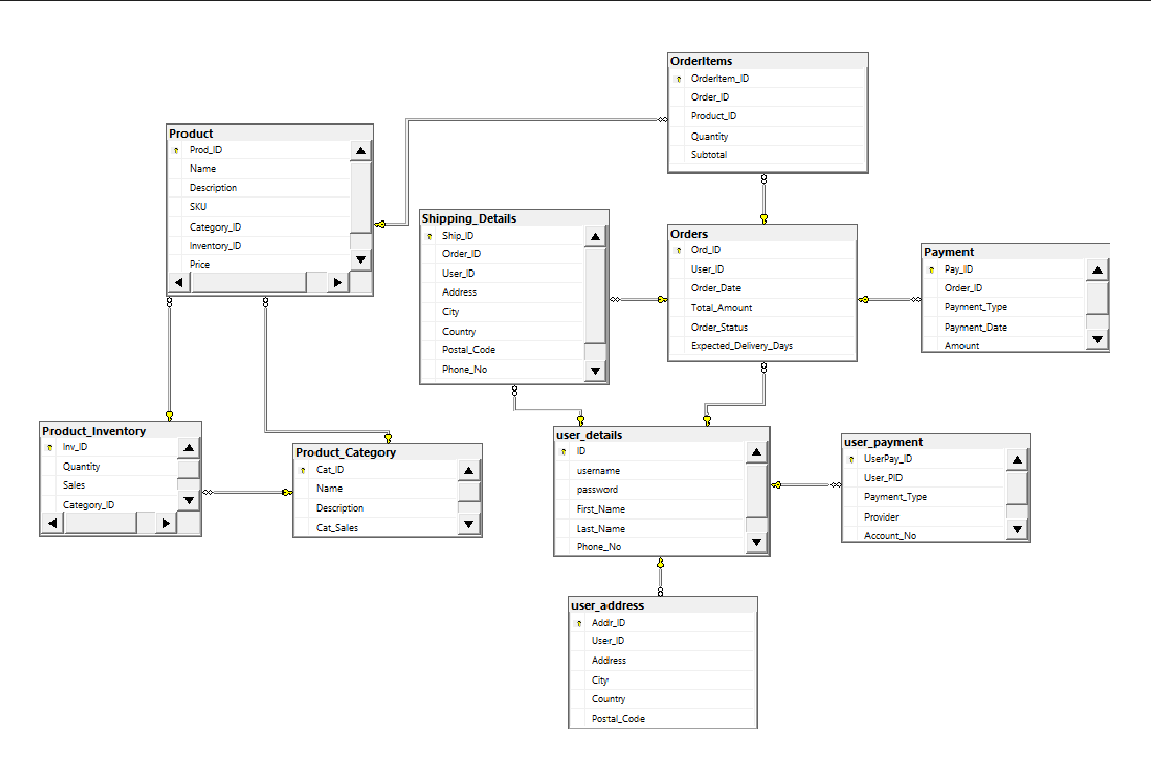 OrderItems
OrderItem_ID
Order_ID
Product_ID
Quantity
Subtotal
Product
Prod_ID
Name
Description
SKU
Category_ID
Inventory_ID
Price
Shipping_Details
Ship_ID
Order_ID
User_ID
Address
City
Country
Postal_Code
Phone_No
Orders
Ord_ID
User_ID
Order_Date
Total_Amount
Order_Status
Expected_Delivery_Days
Payment
Pay_ID
Order_ID
Payment_Type
Payment_Date
Amount
Product_Inventory
Inv_ID
Quantity
Sales
Category_ID
Product_Category
Cat_ID
Name
Description
Cat_Sales
user_details
ID
username
password
First_Name
Last_Name
Phone_No
user_payment
UserPay_ID
User_PID
Payment_Type
Provider
Account_No
user_address
Addr_ID
User_ID
Address
City
Country
Postal_Code